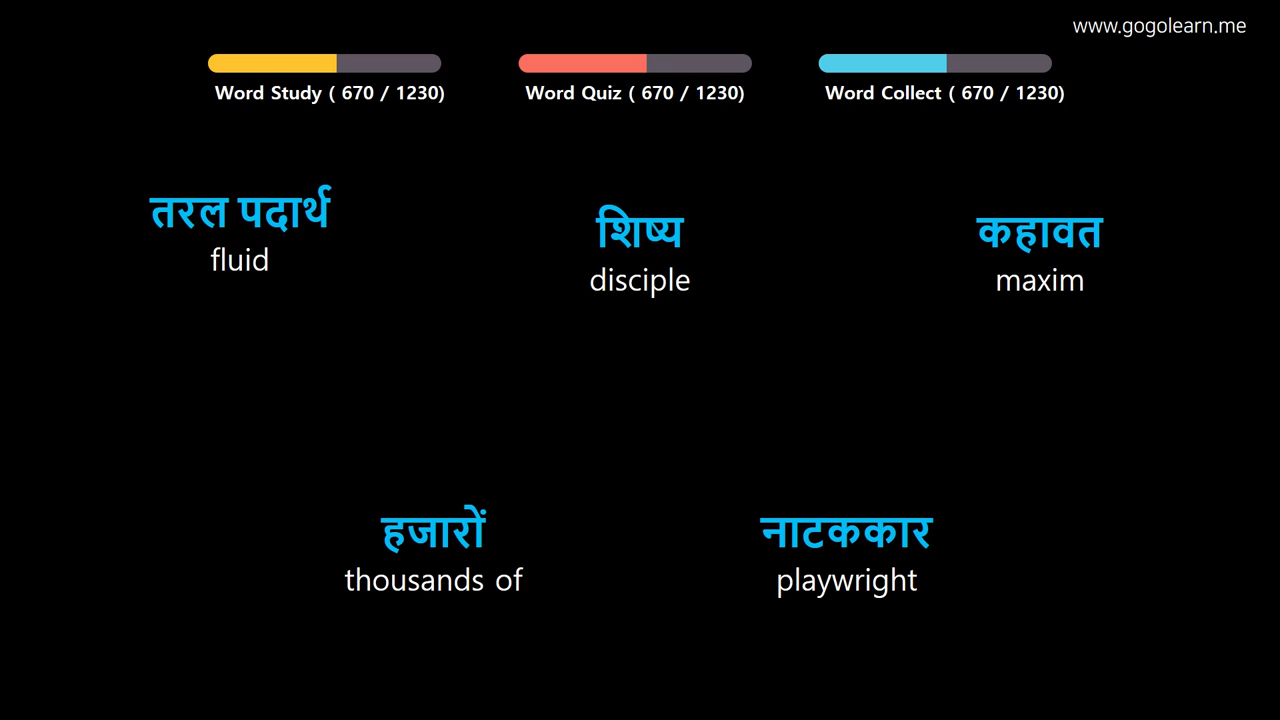 www.gogolearn.me
Word Study ( 670 / 1230)
Word Quiz ( 670 / 1230)
Word Collect ( 670 / 1230)
तरल पदार्थ
fluid
शिष्य
disciple
कहावत
maxim
हजारों
thousands of
नाटककार
playwright